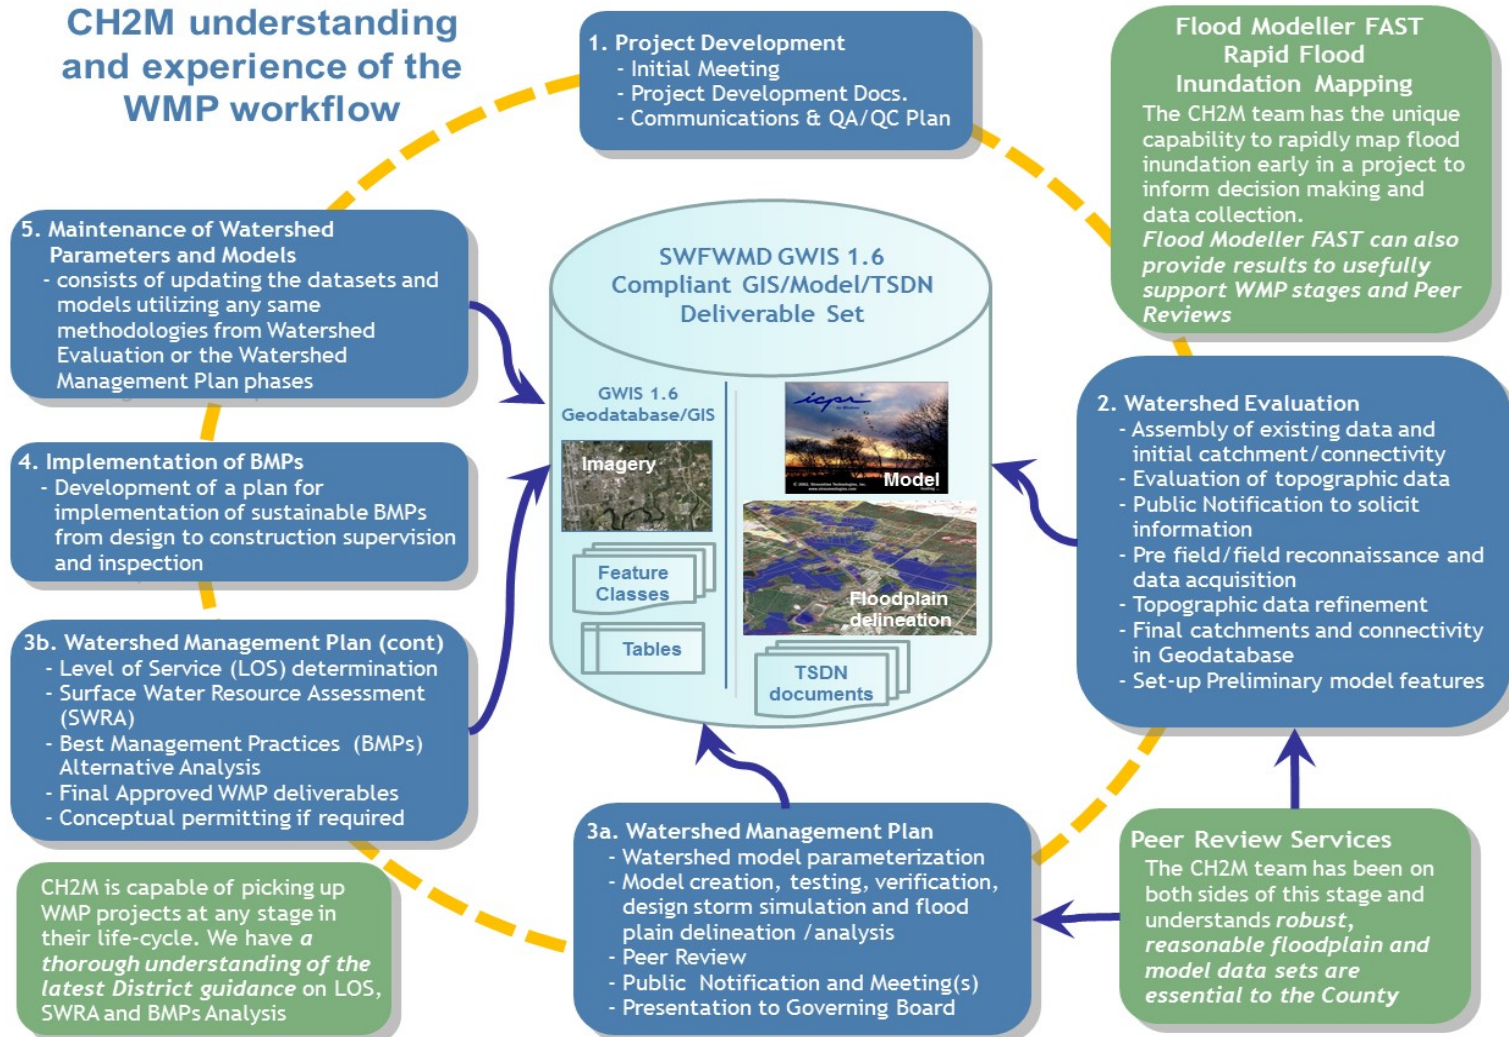 CH2M understanding
and experience of the
WMP workflow
1. Project Development
- Initial Meeting
- Project Development Docs.
- Communications & QA/QC Plan
Flood Modeller FAST
Rapid Flood
Inundation Mapping
The CH2M team has the unique
capability to rapidly map flood
inundation early in a project to
inform decision making and
data collection.
Flood Modeller FAST can also
provide results to usefully
support WMP stages and Peer
Reviews
5. Maintenance of Watershed
Parameters and Models
- consists of updating the datasets and
models utilizing any same
methodologies from Watershed
Evaluation or the Watershed
Management Plan phases
SWFWMD GWIS 1.6
Compliant GIS/Model/TSDN
Deliverable Set
GWIS 1.6
Geodatabase/GIS
Imagery
Feature
Classes
Tables
icpr
Model
Floodplain
delineation
TSDN
documents
2. Watershed Evaluation
- Assembly of existing data and
initial catchment/connectivity
- Evaluation of topographic data
- Public Notification to solicit
information
- Pre field/field reconnaissance and
data acquisition
- Topographic data refinement
- Final catchments and connectivity
in Geodatabase
- Set-up Preliminary model features
4. Implementation of BMPs
- Development of a plan for
implementation of sustainable BMPs
from design to construction supervision
and inspection
3b. Watershed Management Plan (cont)
- Level of Service (LOS) determination
- Surface Water Resource Assessment
(SWRA)
- Best Management Practices (BMPs)
Alternative Analysis
- Final Approved WMP deliverables
- Conceptual permitting if required
3a. Watershed Management Plan
- Watershed model parameterization
- Model creation, testing, verification,
design storm simulation and flood
plain delineation /analysis
- Peer Review
- Public Notification and Meeting(s)
- Presentation to Governing Board
Peer Review Services
The CH2M team has been on
both sides of this stage and
understands robust,
reasonable floodplain and
model data sets are
essential to the County
CH2M is capable of picking up
WMP projects at any stage in
their life-cycle. We have a
thorough understanding of the
latest District guidance on LOS,
SWRA and BMPs Analysis